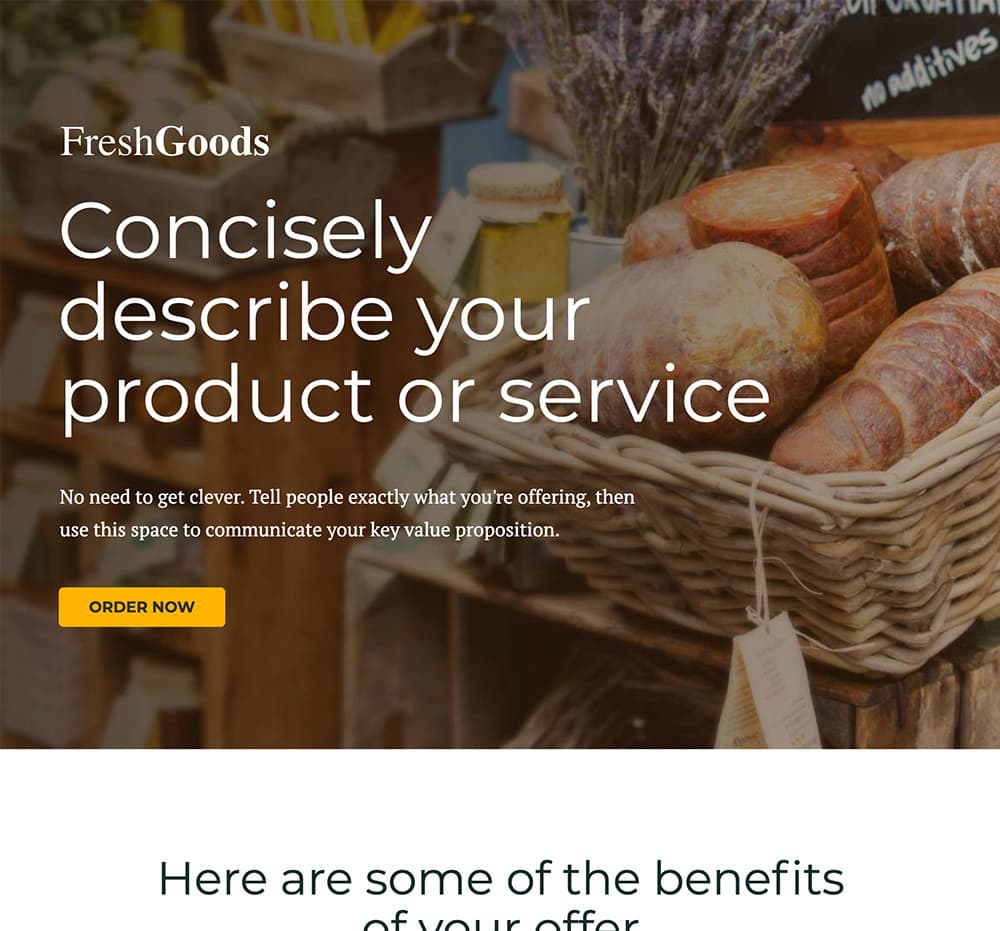 no additives
FreshGoods
Concisely
describe your
product or service
No need to get clever. Tell people exactly what you're offering, then
use this space to communicate your key value proposition.
ORDER NOW
Here are some of the benefits
of your offer